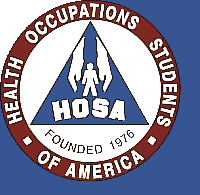 HEALTH OCCUPATIONS STUDENTS
OF AMERICA
HOSA
FOUNDED 1976